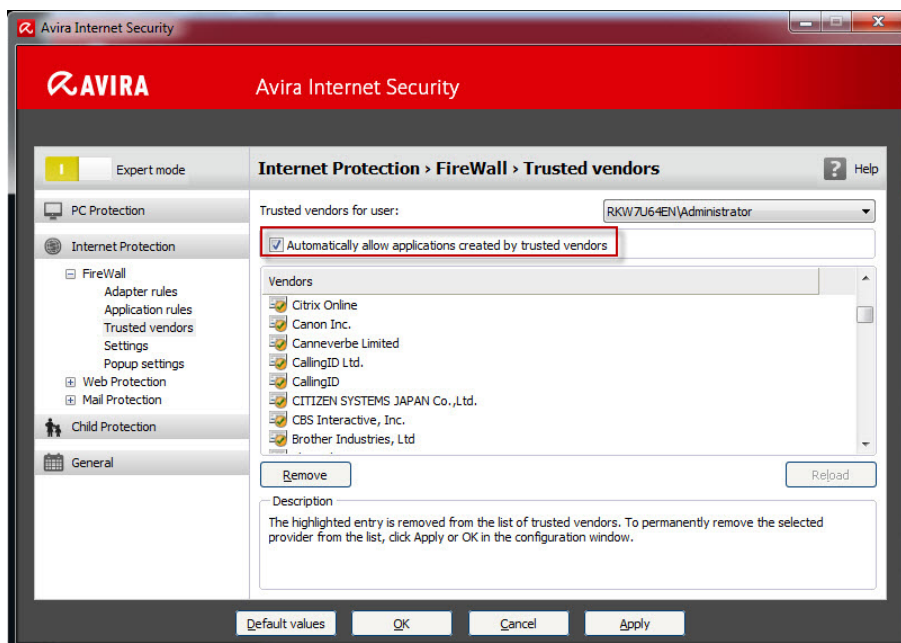 Avira Internet Security
AVIRA
Avira Internet Security
Expert mode
Internet Protection › FireWall › Trusted vendors
? Help
PC Protection
Internet Protection
FireWall
Adapter rules
Application rules
Trusted vendors
Settings
Popup settings
Web Protection
Mail Protection
Child Protection
General
Trusted vendors for user:
RKW7U64EN\Administrator
Automatically allow applications created by trusted vendors
Vendors
Citrix Online
Canon Inc.
Canneverbe Limited
CallingID Ltd.
CallingID
CITIZEN SYSTEMS JAPAN Co.,Ltd.
CBS Interactive, Inc.
Brother Industries, Ltd
Remove
Reload
Description
The highlighted entry is removed from the list of trusted vendors. To permanently remove the selected
provider from the list, click Apply or OK in the configuration window.
Default values
OK
Cancel
Apply